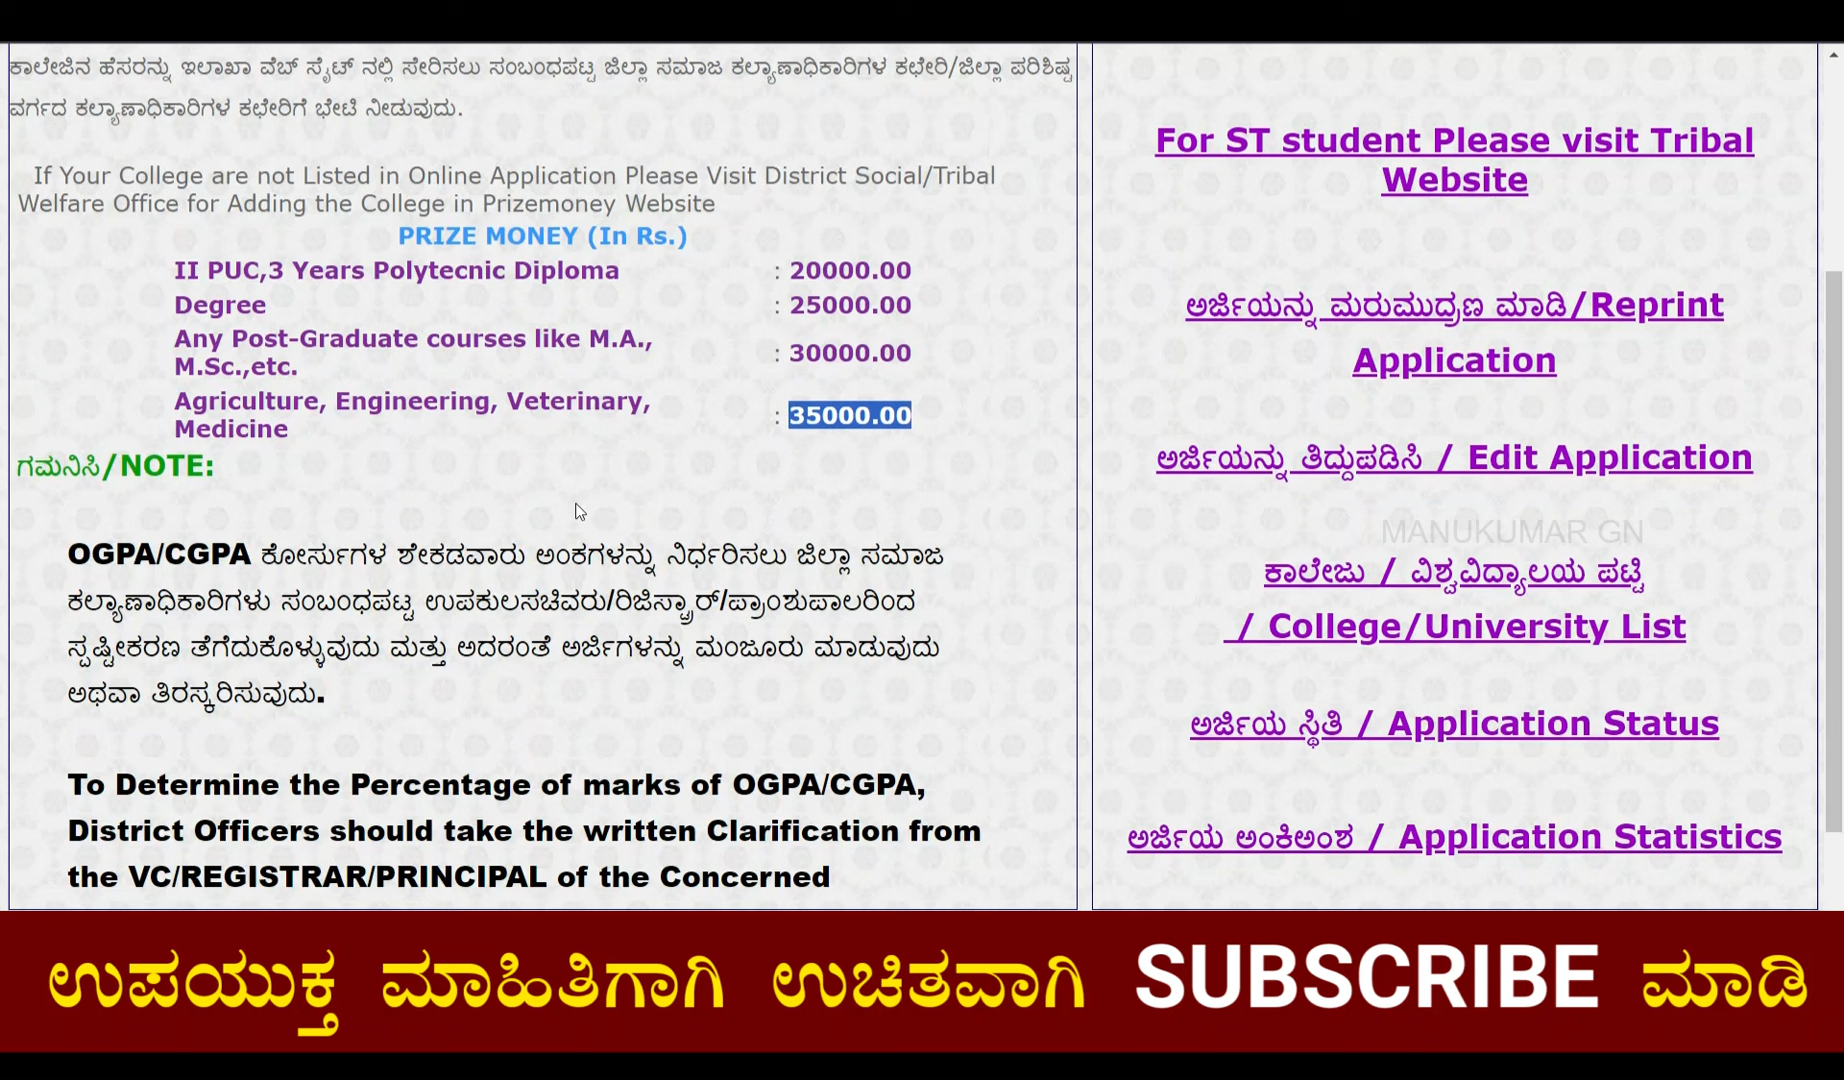 ಕಾಲೇಜಿನ ಹೆಸರನ್ನು ಇಲಾಖಾ ವೆಬ್ ಸೈಟ್ ನಲ್ಲಿ ಸೇರಿಸಲು ಸಂಬಂಧಪಟ್ಟ ಜಿಲ್ಲಾ ಸಮಾಜ ಕಲ್ಯಾಣಾಧಿಕಾರಿಗಳ ಕಛೇರಿ/ಜಿಲ್ಲಾ ಪರಿಶಿಷ್ಟ
ವರ್ಗದ ಕಲ್ಯಾಣಾಧಿಕಾರಿಗಳ ಕಛೇರಿಗೆ ಭೇಟಿ ನೀಡುವುದು.
If Your College are not Listed in Online Application Please Visit District Social/Tribal
Welfare Office for Adding the College in Prizemoney Website
PRIZE MONEY (In Rs.)
II PUC,3 Years Polytecnic Diploma : 20000.00
Degree : 25000.00
Any Post-Graduate courses like M.A.,
M.Sc.,etc. : 30000.00
Agriculture, Engineering, Veterinary,
Medicine : 35000.00
ಗಮನಿಸಿ/NOTE:
OGPA/CGPA ಕೋರ್ಸುಗಳ ಶೇಕಡವಾರು ಅಂಕಗಳನ್ನು ನಿರ್ಧರಿಸಲು ಜಿಲ್ಲಾ ಸಮಾಜ
ಕಲ್ಯಾಣಾಧಿಕಾರಿಗಳು ಸಂಬಂಧಪಟ್ಟ ಉಪಕುಲಸಚಿವರು/ರಿಜಿಸ್ಟ್ರಾರ್/ಪ್ರಾಂಶುಪಾಲರಿಂದ
ಸ್ಪಷ್ಟೀಕರಣ ತೆಗೆದುಕೊಳ್ಳುವುದು ಮತ್ತು ಅದರಂತೆ ಅರ್ಜಿಗಳನ್ನು ಮಂಜೂರು ಮಾಡುವುದು
ಅಥವಾ ತಿರಸ್ಕರಿಸುವುದು.
To Determine the Percentage of marks of OGPA/CGPA,
District Officers should take the written Clarification from
the VC/REGISTRAR/PRINCIPAL of the Concerned
For ST student Please visit Tribal
Website
ಅರ್ಜಿಯನ್ನು ಮರುಮುದ್ರಣ ಮಾಡಿ/Reprint
Application
ಅರ್ಜಿಯನ್ನು ತಿದ್ದುಪಡಿಸಿ / Edit Application
MANUKUMAR GN
ಕಾಲೇಜು / ವಿಶ್ವವಿದ್ಯಾಲಯ ಪಟ್ಟಿ
/ College/University List
ಅರ್ಜಿಯ ಸ್ಥಿತಿ / Application Status
ಅರ್ಜಿಯ ಅಂಕಿಅಂಶ / Application Statistics
ಉಪಯುಕ್ತ ಮಾಹಿತಿಗಾಗಿ ಉಚಿತವಾಗಿ SUBSCRIBE ಮಾಡಿ